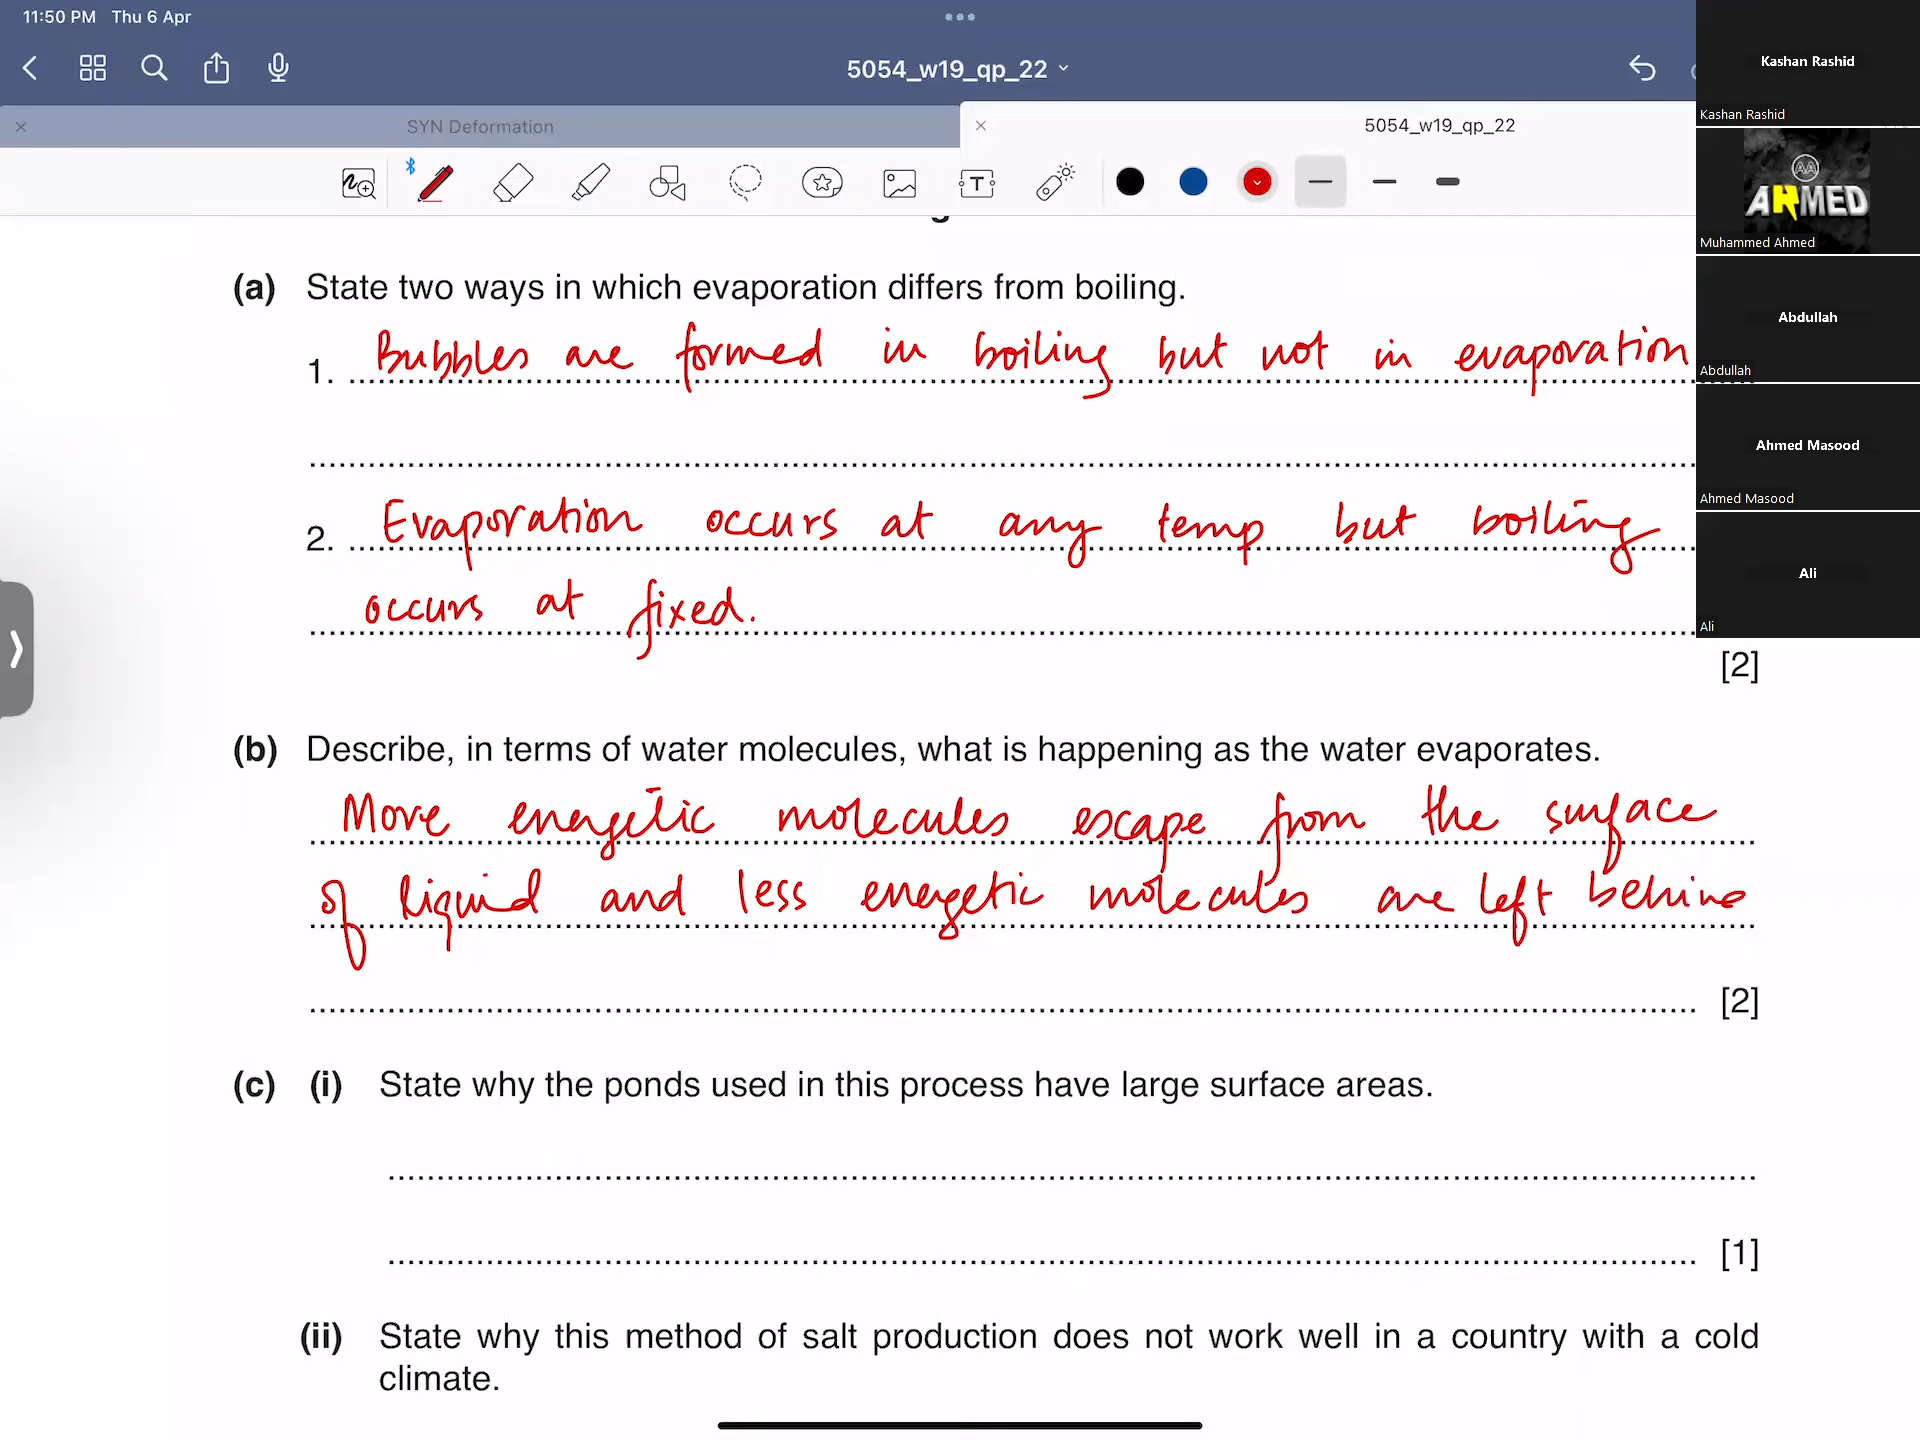 11:50 PM Thu 6 Apr
5054_w19_qp_22
SYN Deformation
5054_w19_qp_22
T
(a) State two ways in which evaporation differs from boiling.
1. Bubbles are formed in boiling but not in evaporation
2. Evaporation occurs at any temp but boiling
occurs at fixed.
[2]
(b) Describe, in terms of water molecules, what is happening as the water evaporates.
More energetic molecules escape from the surface
of liquid and less energetic molecules are left behind
[2]
(c) (i) State why the ponds used in this process have large surface areas.
[1]
(ii) State why this method of salt production does not work well in a country with a cold
climate.
Kashan Rashid
Kashan Rashid
AA
AHMED
Muhammed Ahmed
Abdullah
Abdullah
Ahmed Masood
Ahmed Masood
Ali
Ali